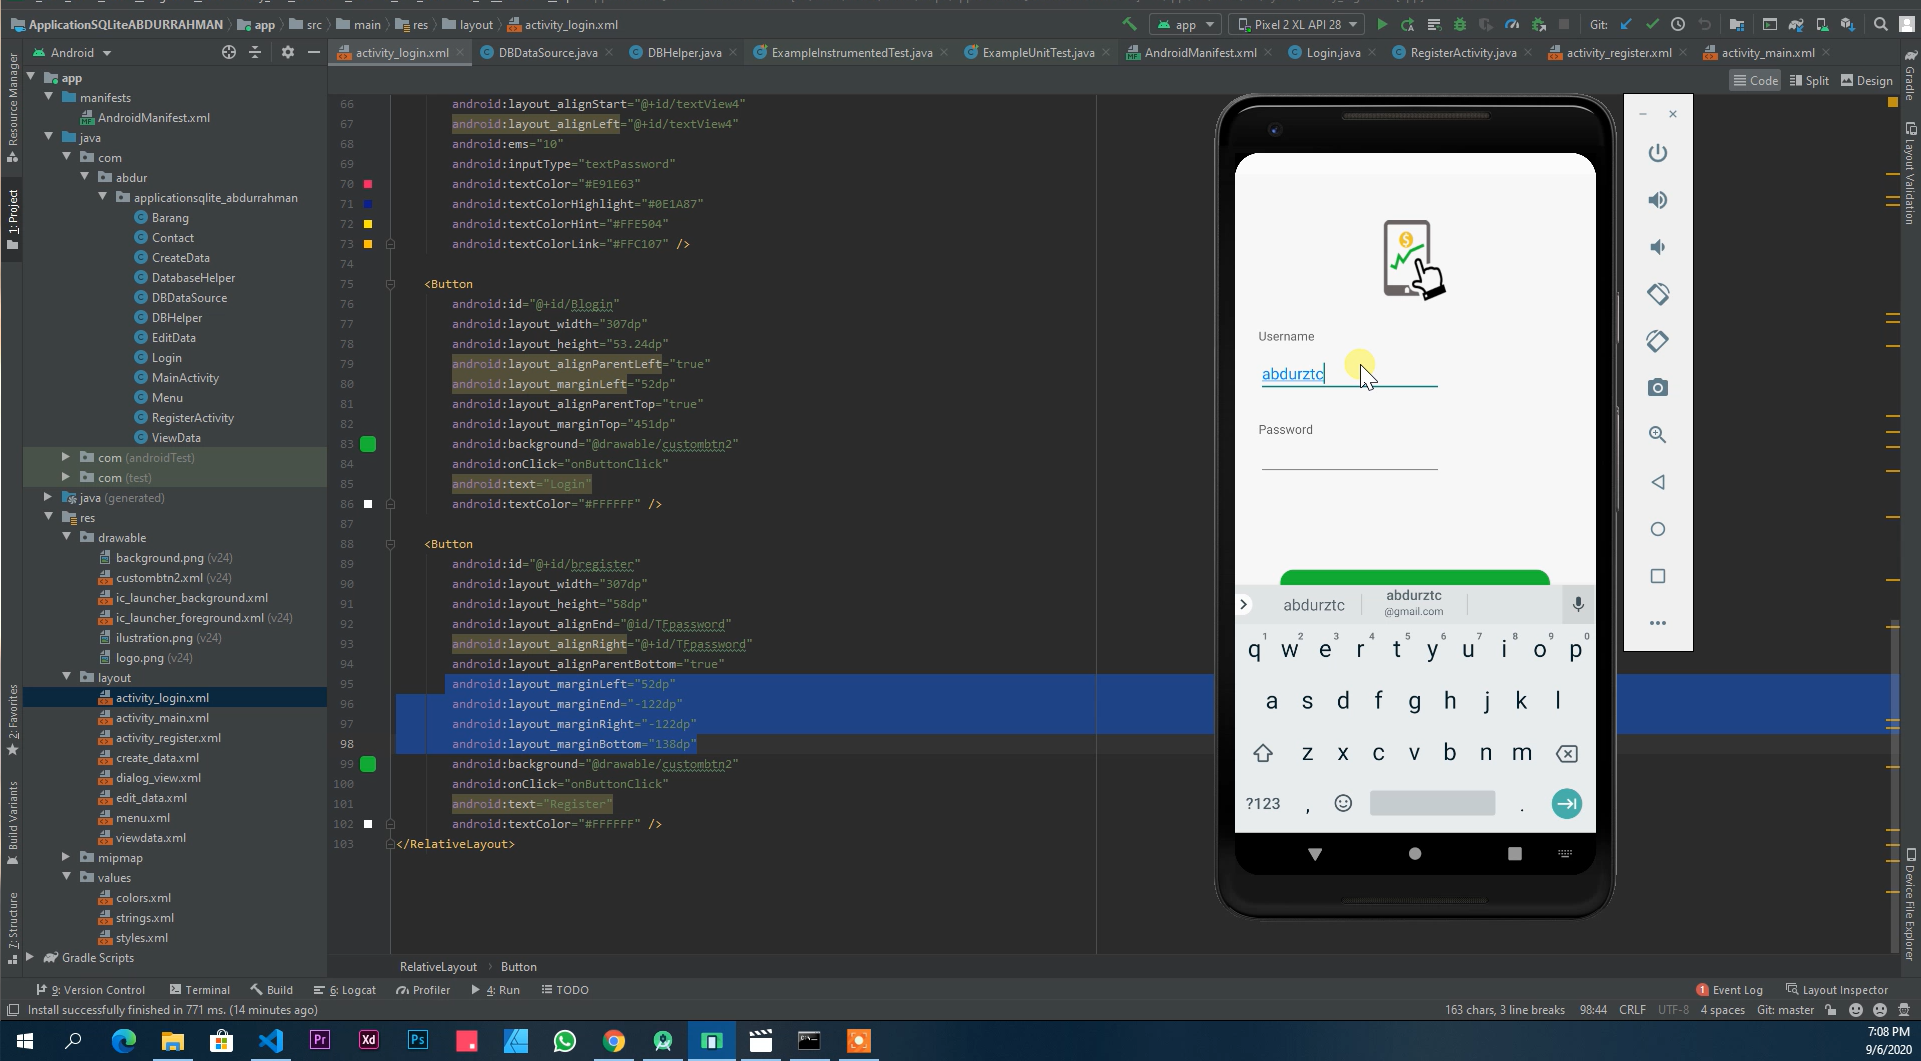 ApplicationSQLiteABDURRAHMAN app src main res layout activity_login.xml
app Pixel 2 XL API 28 Git:
Android
activity_login.xml DBDataSource.java DBHelper.java ExampleInstrumentedTest.java ExampleUnitTest.java AndroidManifest.xml Login.java RegisterActivity.java activity_register.xml activity_main.xml
Code Split Design
Resource Manager
1: Project
2: Favorites
Build Variants
7: Structure
app
manifests
AndroidManifest.xml
java
com
abdur
applicationsqlite_abdurrahman
Barang
Contact
CreateData
DatabaseHelper
DBDataSource
DBHelper
EditData
Login
MainActivity
Menu
RegisterActivity
ViewData
com (androidTest)
com (test)
java (generated)
res
drawable
background.png (v24)
custombtn2.xml (v24)
ic_launcher_background.xml
ic_launcher_foreground.xml (v24)
ilustration.png (v24)
logo.png (v24)
layout
activity_login.xml
activity_main.xml
activity_register.xml
create_data.xml
dialog_view.xml
edit_data.xml
menu.xml
viewdata.xml
mipmap
values
colors.xml
strings.xml
styles.xml
Gradle Scripts
66 android:layout_alignStart="@+id/textView4"
67 android:layout_alignLeft="@+id/textView4"
68 android:ems="10"
69 android:inputType="textPassword"
70 android:textColor="#E91E63"
71 android:textColorHighlight="#0E1A87"
72 android:textColorHint="#FFE504"
73 android:textColorLink="#FFC107" />
74
75 <Button
76 android:id="@+id/Blogin"
77 android:layout_width="307dp"
78 android:layout_height="53.24dp"
79 android:layout_alignParentLeft="true"
80 android:layout_marginLeft="52dp"
81 android:layout_alignParentTop="true"
82 android:layout_marginTop="451dp"
83 android:background="@drawable/custombtn2"
84 android:onClick="onButtonClick"
85 android:text="Login"
86 android:textColor="#FFFFFF" />
87
88 <Button
89 android:id="@+id/bregister"
90 android:layout_width="307dp"
91 android:layout_height="58dp"
92 android:layout_alignEnd="@id/TFpassword"
93 android:layout_alignRight="@+id/TFpassword"
94 android:layout_alignParentBottom="true"
95 android:layout_marginLeft="52dp"
96 android:layout_marginEnd="-122dp"
97 android:layout_marginRight="-122dp"
98 android:layout_marginBottom="138dp"
99 android:background="@drawable/custombtn2"
100 android:onClick="onButtonClick"
101 android:text="Register"
102 android:textColor="#FFFFFF" />
103 </RelativeLayout>
Username
abdurztc
Password
abdurztc abdurztc
@gmail.com
1 2 3 4 5 6 7 8 9 0
q w e r t y u i o p
a s d f g h j k l
z x c v b n m
?123 , .
Gradle
Layout Validation
Device File Explorer
RelativeLayout Button
9: Version Control Terminal Build 6: Logcat Profiler 4: Run TODO
1 Event Log Layout Inspector
Install successfully finished in 771 ms. (14 minutes ago)
163 chars, 3 line breaks 98:44 CRLF UTF-8 4 spaces Git: master
Pr Xd Ps
7:08 PM
9/6/2020